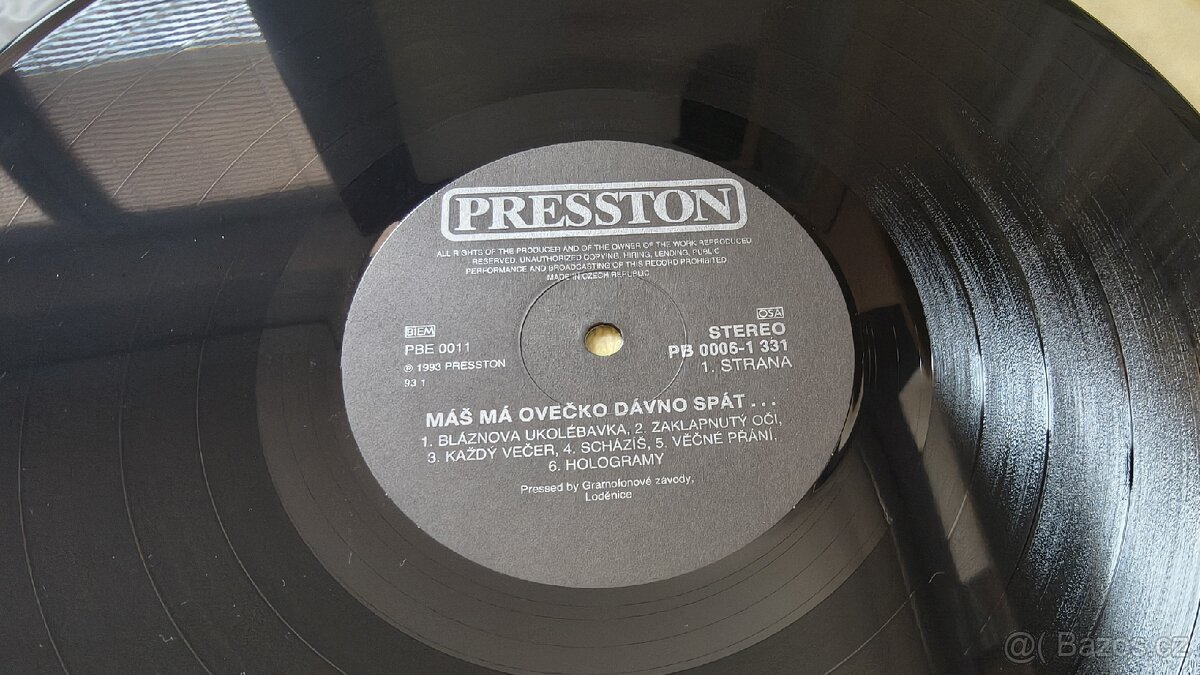 PRESSTON
ALL RIGHTS OF THE PRODUCER AND OF THE OWNER OF THE WORK REPRODUCED
RESERVED. UNAUTHORIZED COPYING, HIRING, LENDING, PUBLIC
PERFORMANCE AND BROADCASTING OF THIS RECORD PROHIBITED
MADE IN CZECH REPUBLIC
BIEM
PBE 0011
℗ 1993 PRESSTON
93 1
OSA
STEREO
PB 0006-1 331
1. STRANA
MÁŠ MÁ OVEČKO DÁVNO SPÁT . . .
1. BLÁZNOVA UKOLÉBAVKA, 2. ZAKLAPNUTÝ OČI,
3. KAŽDÝ VEČER, 4. SCHÁZÍŠ, 5. VĚČNÉ PŘÁNÍ,
6. HOLOGRAMY
Pressed by Gramofonové závody,
Loděnice
@( Bazos.cz